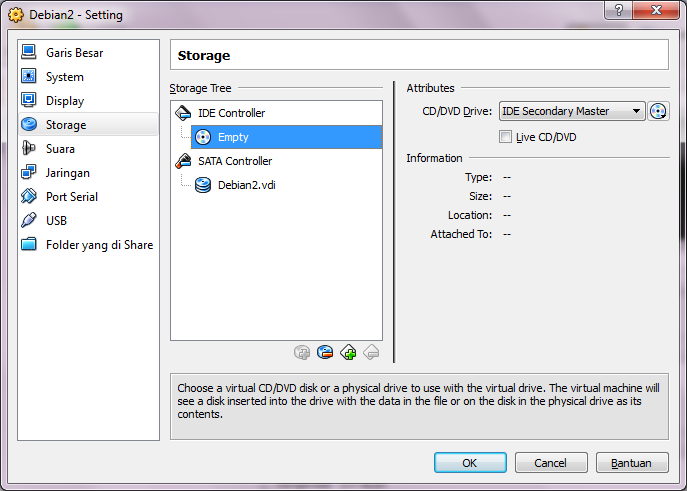 Debian2 - Setting
Garis Besar
System
Display
Storage
Suara
Jaringan
Port Serial
USB
Folder yang di Share
Storage
Storage Tree
IDE Controller
Empty
SATA Controller
Debian2.vdi
Attributes
CD/DVD Drive: IDE Secondary Master
Live CD/DVD
Information
Type: --
Size: --
Location: --
Attached To: --
Choose a virtual CD/DVD disk or a physical drive to use with the virtual drive. The virtual machine will
see a disk inserted into the drive with the data in the file or on the disk in the physical drive as its
contents.
OK Cancel Bantuan